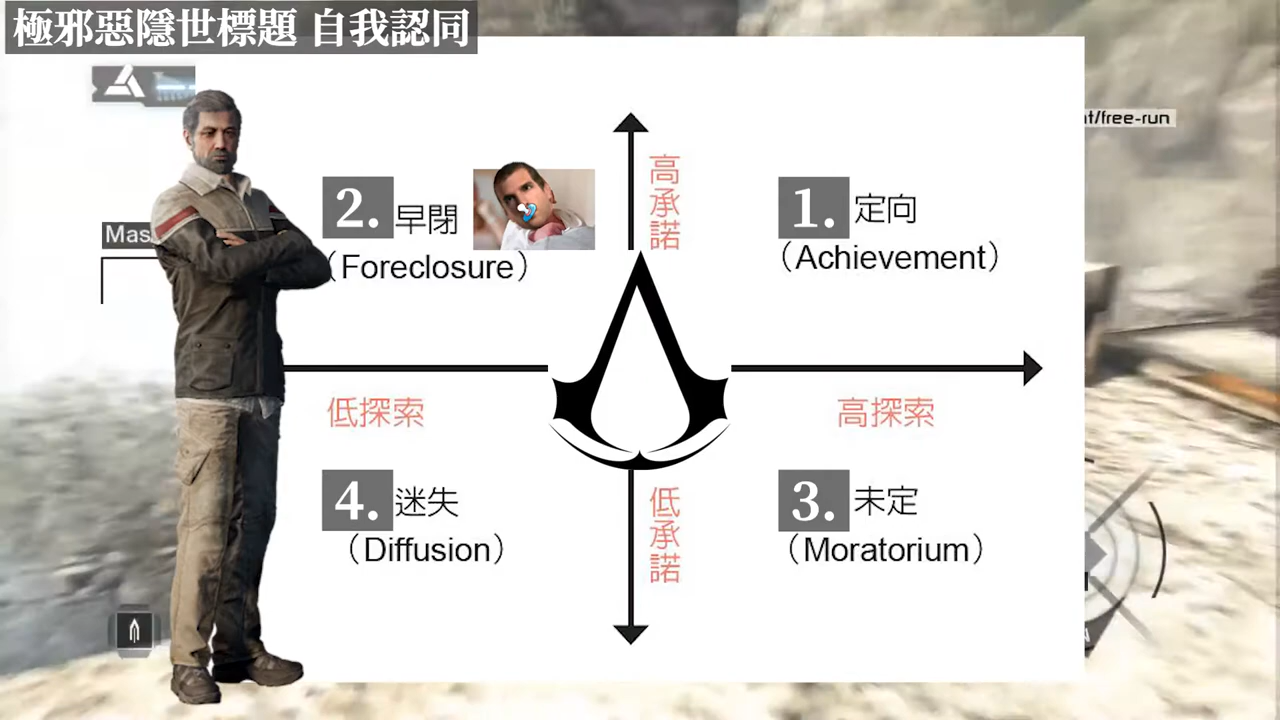 極邪惡隱世標題 自我認同
t/free-run
高承諾
2. 早閉
（Foreclosure）
1. 定向
（Achievement）
Mas
低探索
高探索
4. 迷失
（Diffusion）
低承諾
3. 未定
（Moratorium）